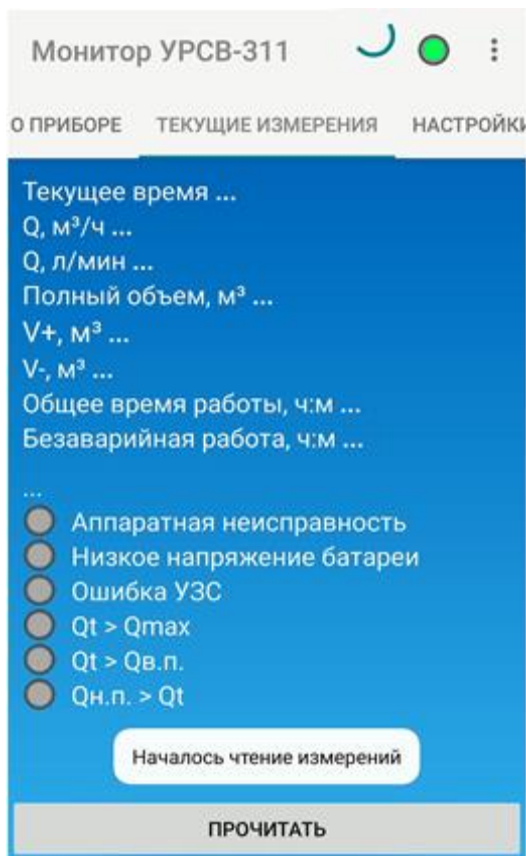 Монитор УРСВ-311
О ПРИБОРЕ ТЕКУЩИЕ ИЗМЕРЕНИЯ НАСТРОЙКИ
Текущее время ...
Q, м³/ч ...
Q, л/мин ...
Полный объем, м³ ...
V+, м³ ...
V-, м³ ...
Общее время работы, ч:м ...
Безаварийная работа, ч:м ...
...
Аппаратная неисправность
Низкое напряжение батареи
Ошибка УЗС
Qt > Qmax
Qt > Qв.п.
Qн.п. > Qt
Началось чтение измерений
ПРОЧИТАТЬ